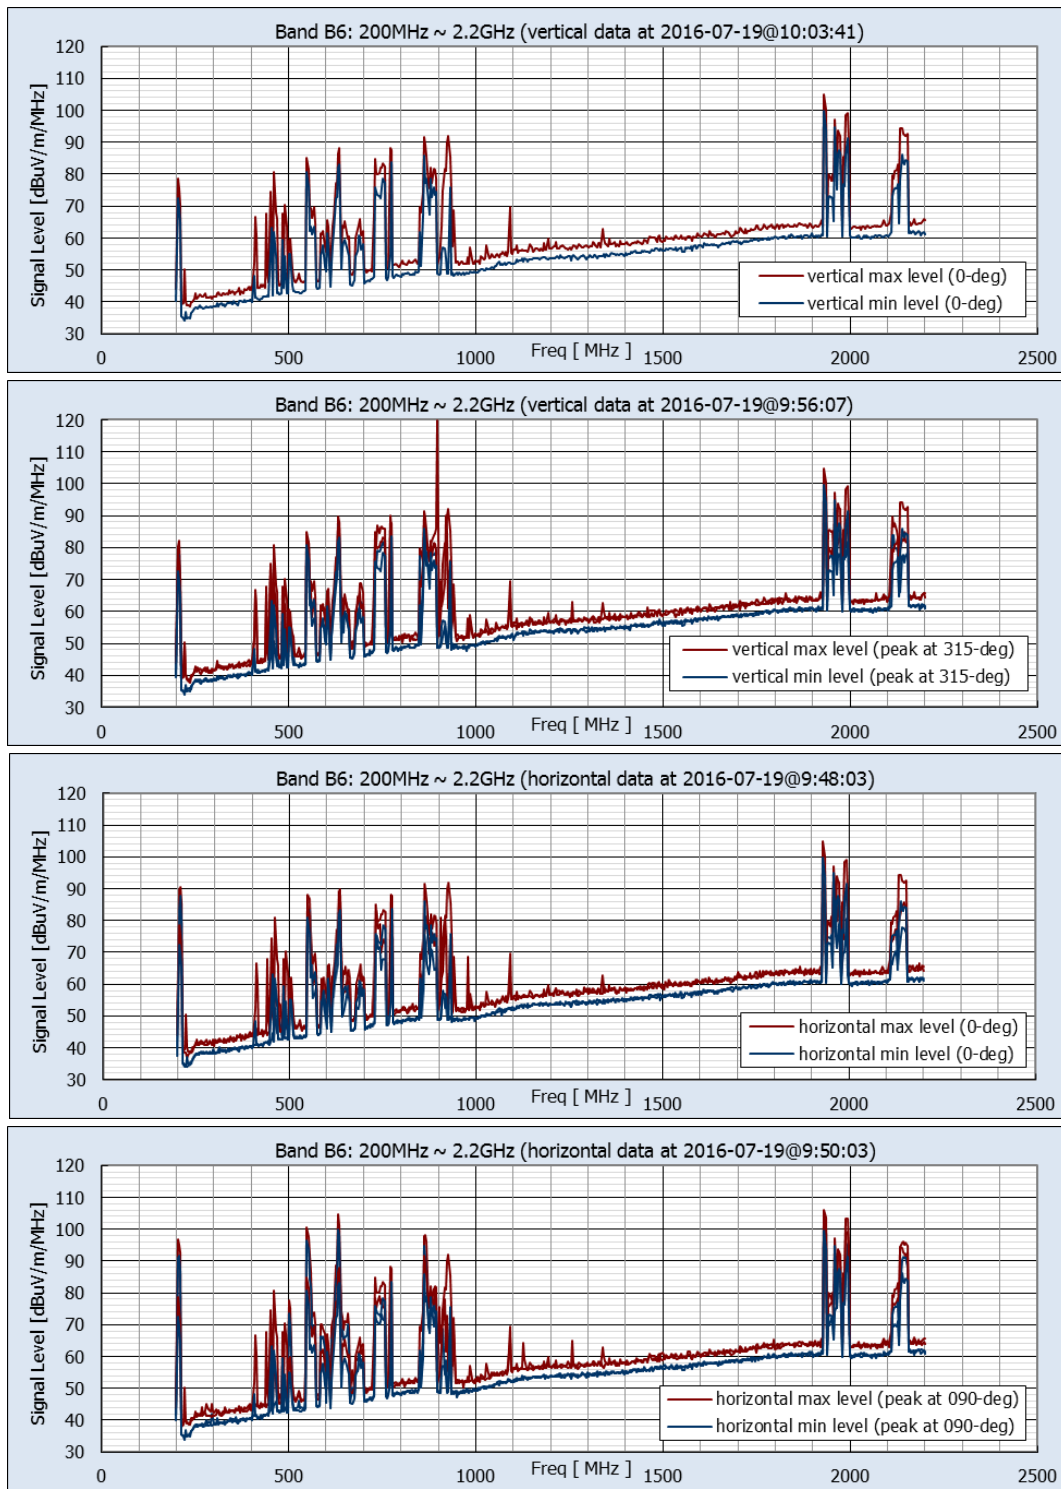 Band B6: 200MHz ~ 2.2GHz (vertical data at 2016-07-19@10:03:41)
Signal Level [dBuV/m/MHz]
120
110
100
90
80
70
60
50
40
30
vertical max level (0-deg)
vertical min level (0-deg)
0 500 1000 1500 2000 2500
Freq [ MHz ]
Band B6: 200MHz ~ 2.2GHz (vertical data at 2016-07-19@9:56:07)
Signal Level [dBuV/m/MHz]
120
110
100
90
80
70
60
50
40
30
vertical max level (peak at 315-deg)
vertical min level (peak at 315-deg)
0 500 1000 1500 2000 2500
Freq [ MHz ]
Band B6: 200MHz ~ 2.2GHz (horizontal data at 2016-07-19@9:48:03)
Signal Level [dBuV/m/MHz]
120
110
100
90
80
70
60
50
40
30
horizontal max level (0-deg)
horizontal min level (0-deg)
0 500 1000 1500 2000 2500
Freq [ MHz ]
Band B6: 200MHz ~ 2.2GHz (horizontal data at 2016-07-19@9:50:03)
Signal Level [dBuV/m/MHz]
120
110
100
90
80
70
60
50
40
30
horizontal max level (peak at 090-deg)
horizontal min level (peak at 090-deg)
0 500 1000 1500 2000 2500
Freq [ MHz ]